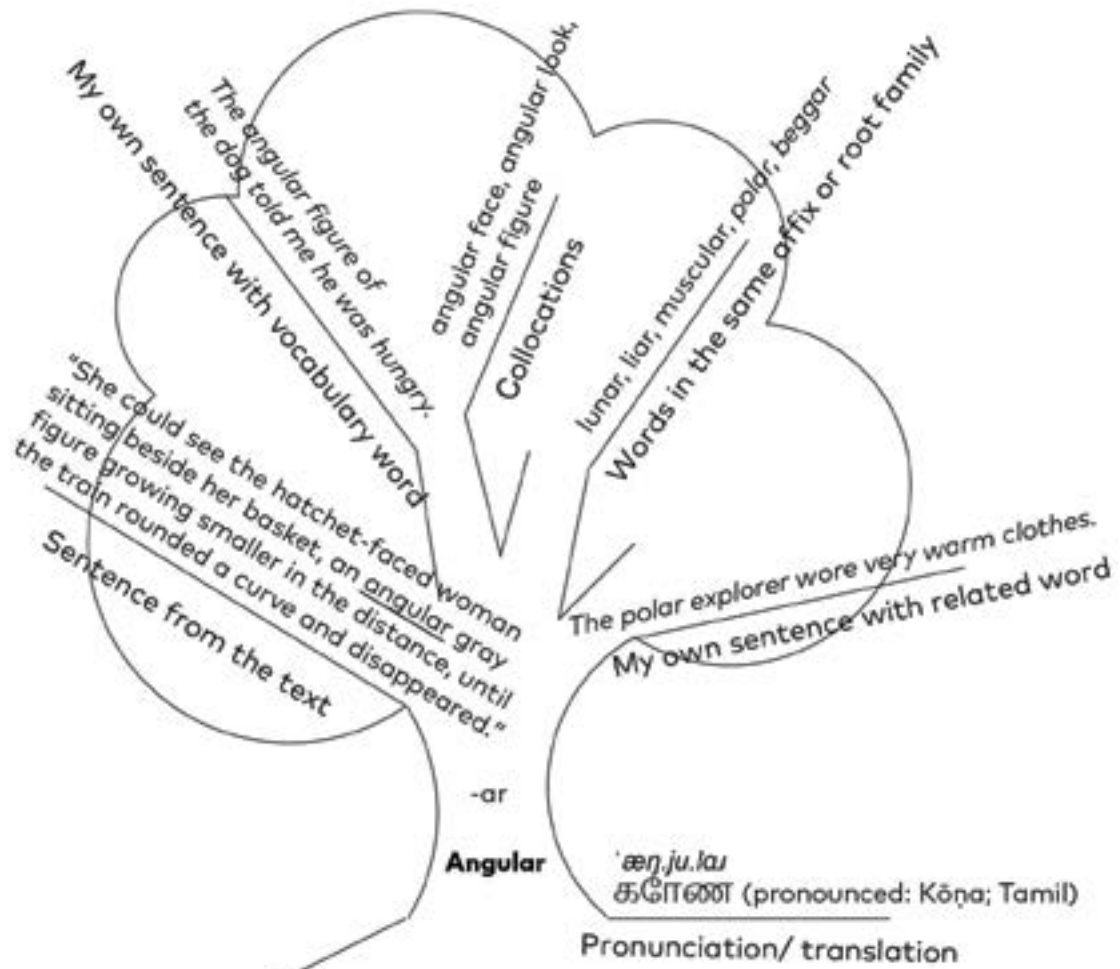 The angular figure of
the dog told me he was hungry.
My own sentence with vocabulary word
angular face, angular look,
angular figure
Collocations
lunar, liar, muscular, polar, beggar
Words in the same affix or root family
"She could see the hatchet-faced woman
sitting beside her basket, an angular gray
figure growing smaller in the distance, until
the train rounded a curve and disappeared."
Sentence from the text
The polar explorer wore very warm clothes.
My own sentence with related word
-ar
Angular
(pronounced: Kōṇa; Tamil)
Pronunciation/ translation